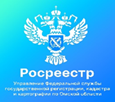 Росреестр
Управление Федеральной службы
государственной регистрации, кадастра
и картографии по Омской области